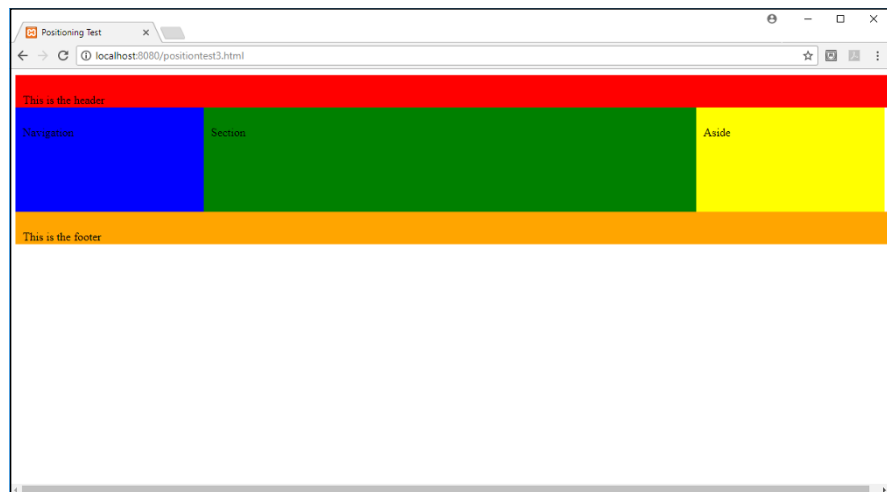 Positioning Test
localhost:8080/positiontest3.html
This is the header
Navigation
Section
Aside
This is the footer